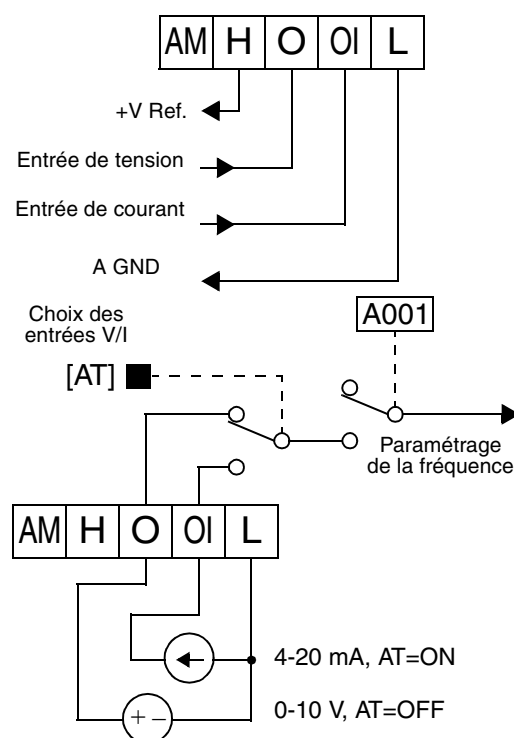 AM H O OI L
+V Ref.
Entrée de tension
Entrée de courant
A GND
Choix des
entrées V/I
A001
[AT]
Paramétrage
de la fréquence
AM H O OI L
4-20 mA, AT=ON
+ –
0-10 V, AT=OFF